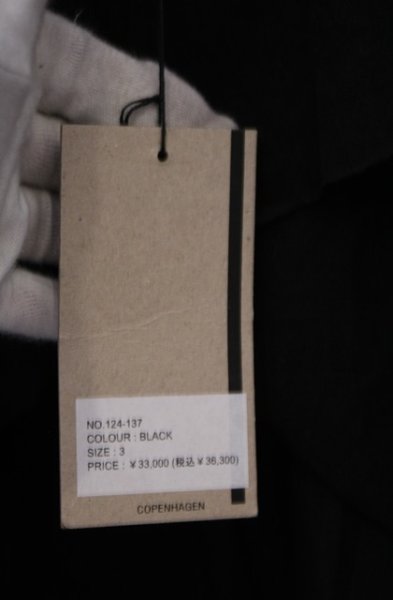 NO.124-137
COLOUR : BLACK
SIZE : 3
PRICE : ￥33,000 (税込￥36,300)
COPENHAGEN